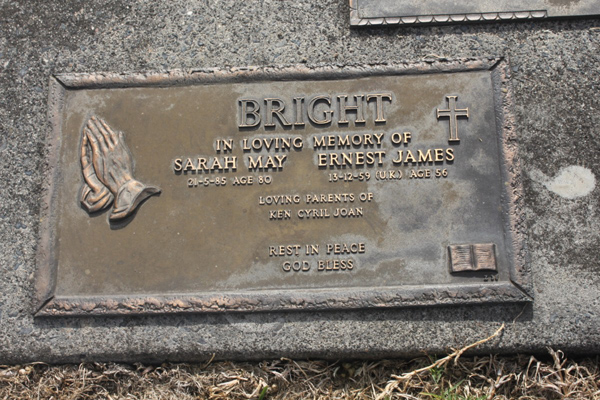 BRIGHT
IN LOVING MEMORY OF
SARAH MAY ERNEST JAMES
21-5-85 AGE 80 13-12-59 (U.K.) AGE 56
LOVING PARENTS OF
KEN CYRIL JOAN
REST IN PEACE
GOD BLESS